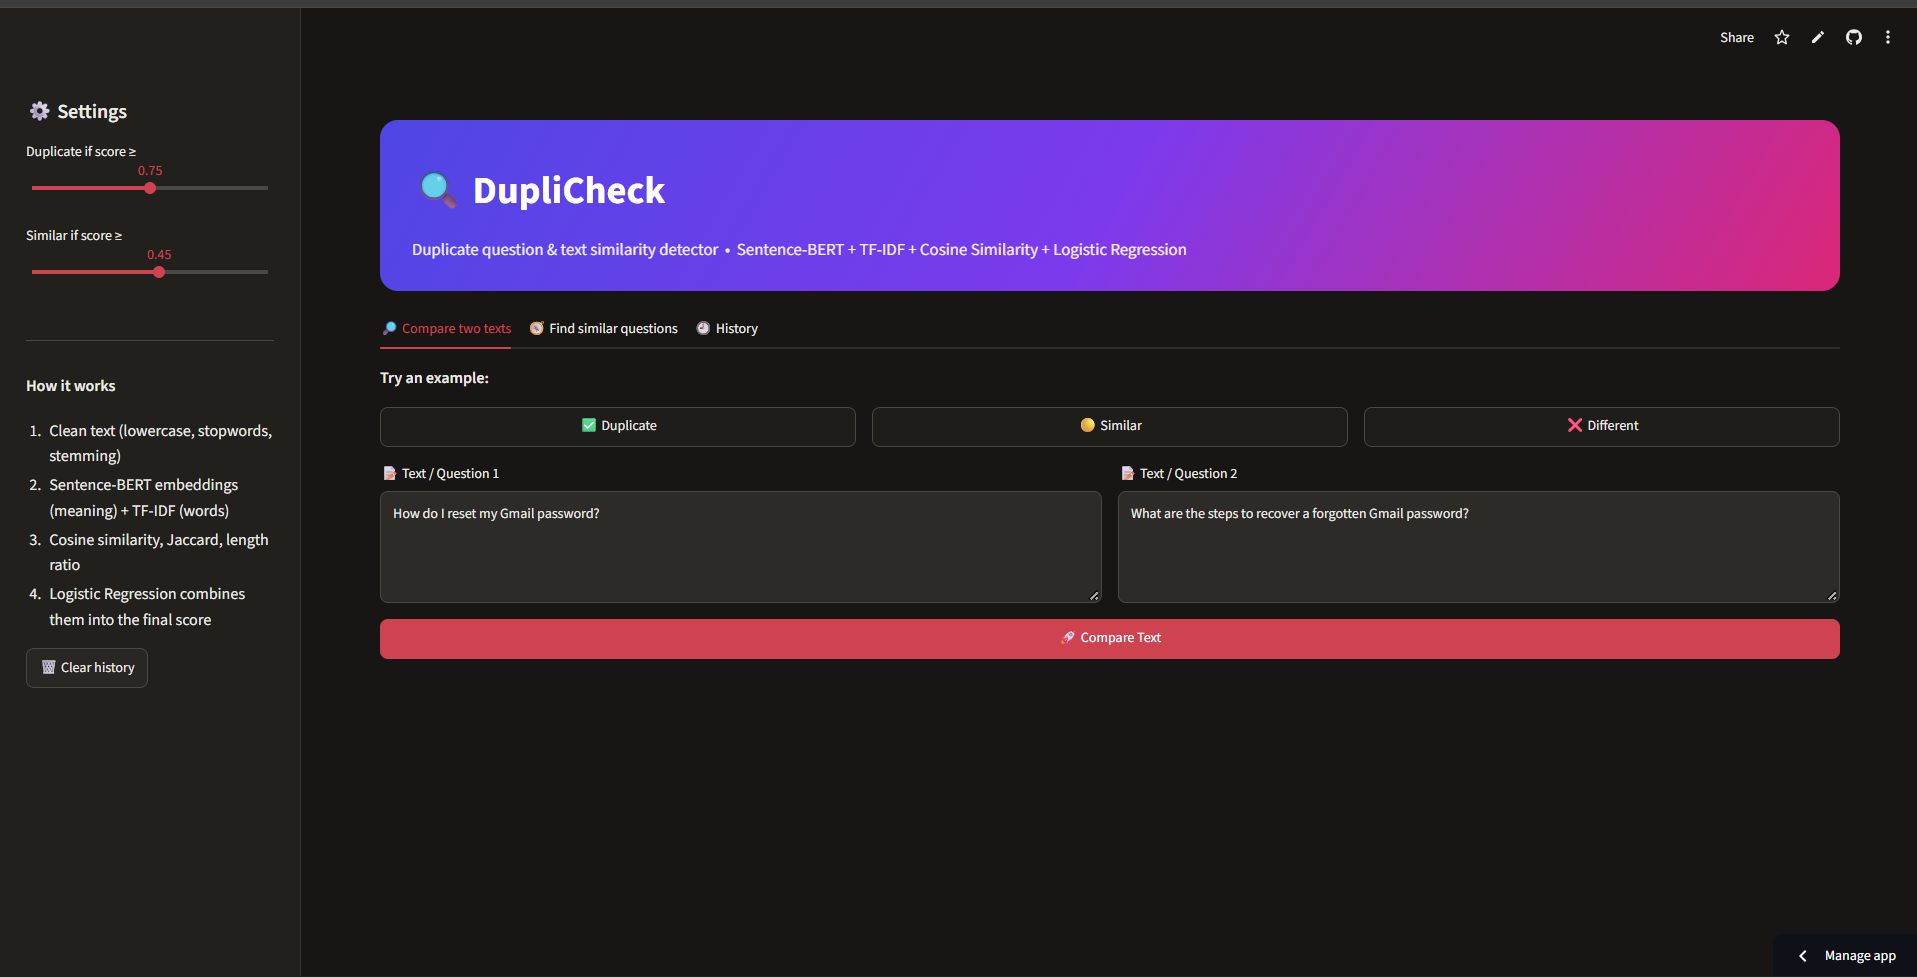 Share
Settings
Duplicate if score ≥
0.75
Similar if score ≥
0.45
How it works
1. Clean text (lowercase, stopwords,
stemming)
2. Sentence-BERT embeddings
(meaning) + TF-IDF (words)
3. Cosine similarity, Jaccard, length
ratio
4. Logistic Regression combines
them into the final score
Clear history
DupliCheck
Duplicate question & text similarity detector • Sentence-BERT + TF-IDF + Cosine Similarity + Logistic Regression
Compare two texts Find similar questions History
Try an example:
Duplicate Similar Different
Text / Question 1
How do I reset my Gmail password?
Text / Question 2
What are the steps to recover a forgotten Gmail password?
Compare Text
Manage app